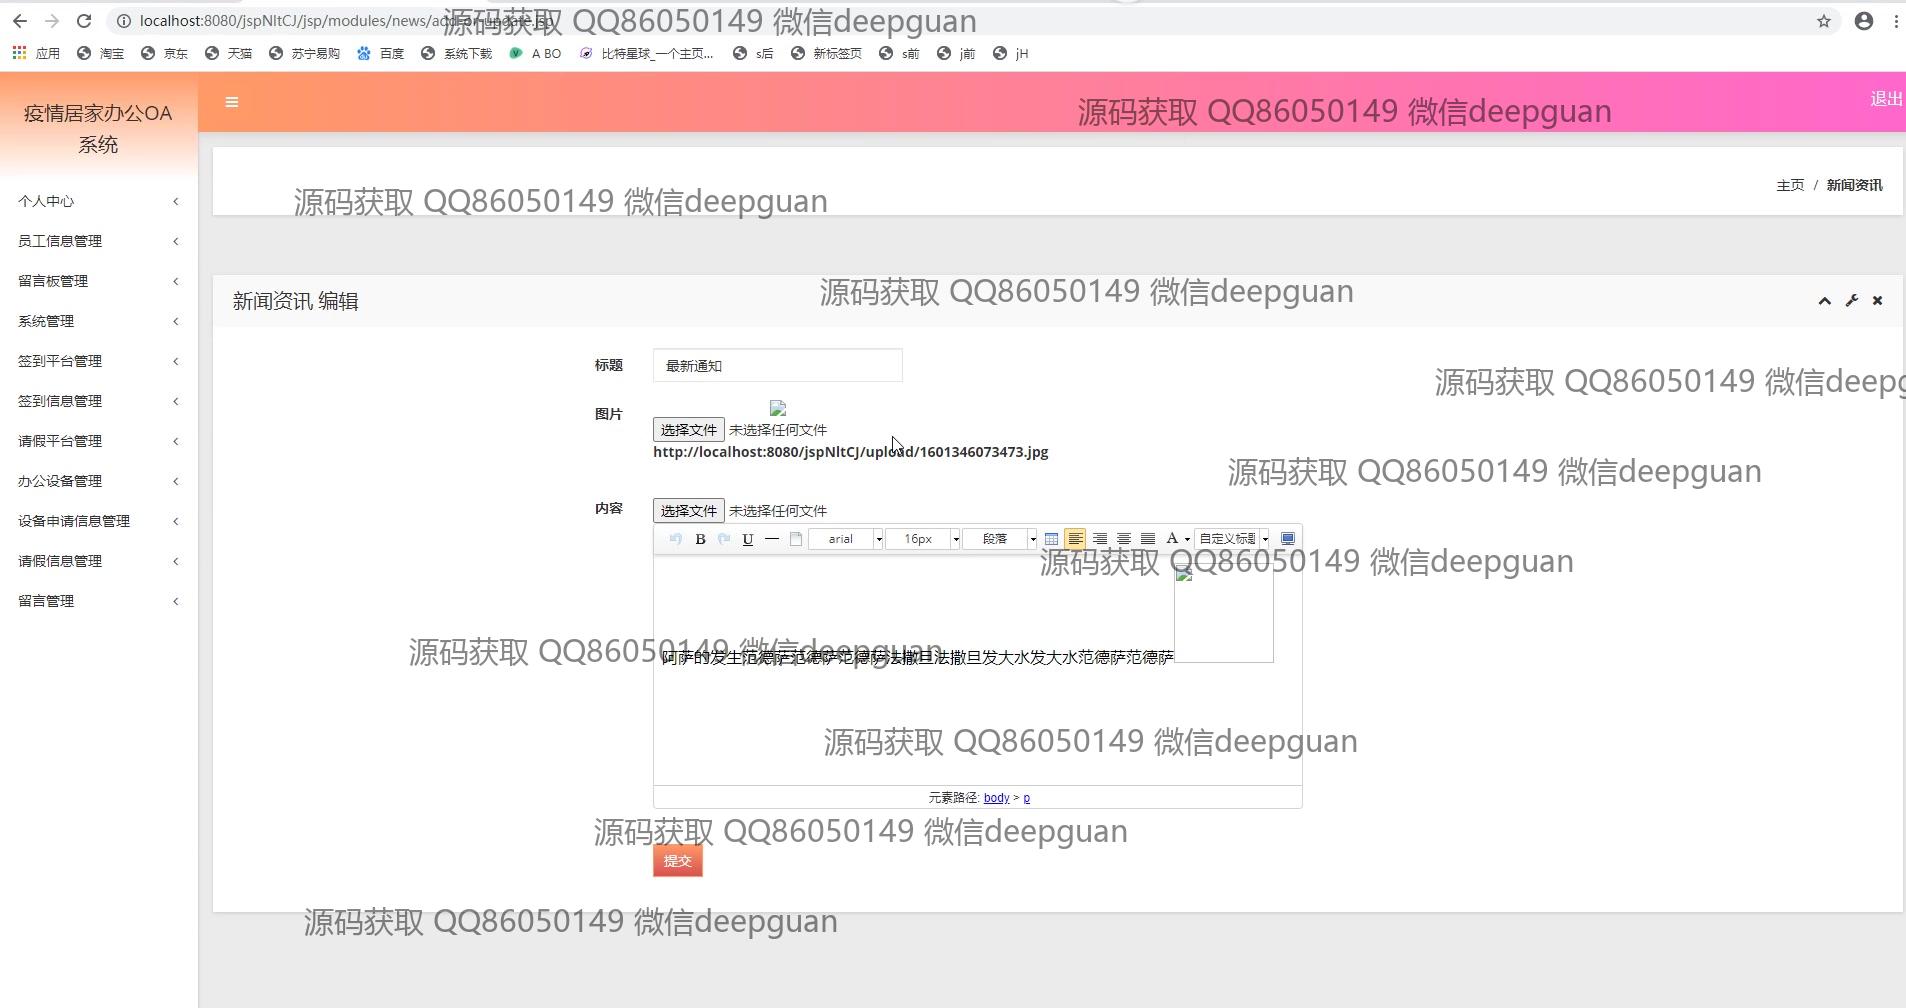 localhost:8080/jspNltCJ/jsp/modules/news/add-or-update.jsp
源码获取 QQ86050149 微信deepguan
应用 淘宝 京东 天猫 苏宁易购 百度 系统下载 A BO 比特星球_一个主页... s后 新标签页 s前 j前 jH
疫情居家办公OA
系统
退出
源码获取 QQ86050149 微信deepguan
主页 / 新闻资讯
源码获取 QQ86050149 微信deepguan
个人中心
员工信息管理
留言板管理
系统管理
签到平台管理
签到信息管理
请假平台管理
办公设备管理
设备申请信息管理
请假信息管理
留言管理
新闻资讯 编辑
源码获取 QQ86050149 微信deepguan
标题 最新通知
源码获取 QQ86050149 微信deepg
图片
选择文件 未选择任何文件
http://localhost:8080/jspNltCJ/upload/1601346073473.jpg
源码获取 QQ86050149 微信deepguan
内容 选择文件 未选择任何文件
B U arial 16px 段落 A 自定义标题
源码获取 QQ86050149 微信deepguan
源码获取 QQ86050149 微信deepguan
阿萨的发生范德萨范德萨范德萨法撒旦法撒旦发大水发大水范德萨范德萨
源码获取 QQ86050149 微信deepguan
元素路径: body > p
源码获取 QQ86050149 微信deepguan
提交
源码获取 QQ86050149 微信deepguan